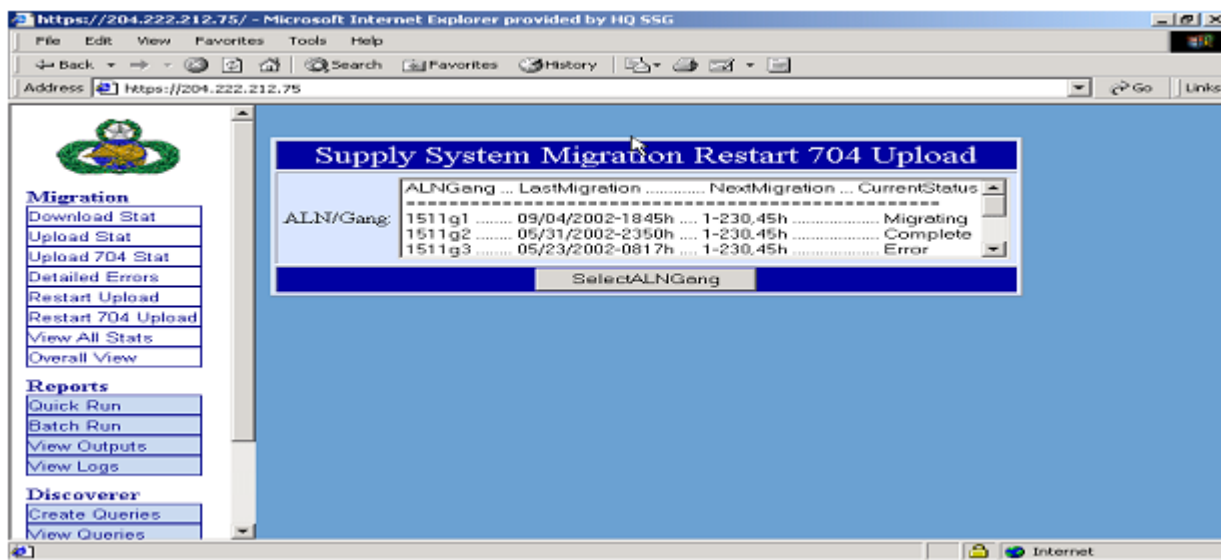 https://204.222.212.75/ - Microsoft Internet Explorer provided by HQ SSG
File Edit View Favorites Tools Help
Back Search Favorites History
Address https://204.222.212.75 Go Links
Migration
Download Stat
Upload Stat
Upload 704 Stat
Detailed Errors
Restart Upload
Restart 704 Upload
View All Stats
Overall View
Reports
Quick Run
Batch Run
View Outputs
View Logs
Discoverer
Create Queries
View Queries
Supply System Migration Restart 704 Upload
ALN/Gang:
ALNGang ... LastMigration ............ NextMigration ... CurrentStatus
========================================
1511g1 ........ 09/04/2002-1845h .... 1-230,45h ................... Migrating
1511g2 ........ 05/31/2002-2350h .... 1-230,45h ................... Complete
1511g3 ........ 05/23/2002-0817h .... 1-230,45h ................... Error
SelectALNGang
Internet